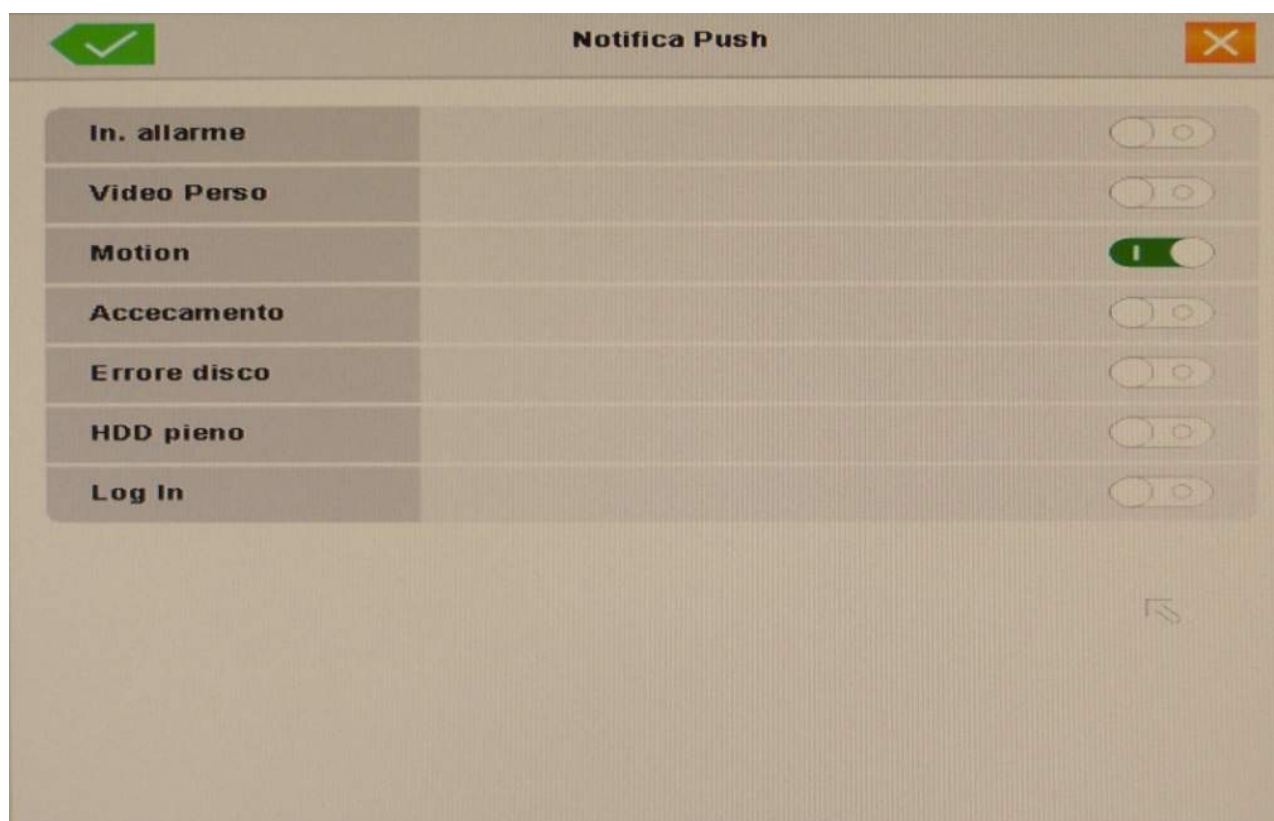 Notifica Push
In. allarme
Video Perso
Motion
Accecamento
Errore disco
HDD pieno
Log In